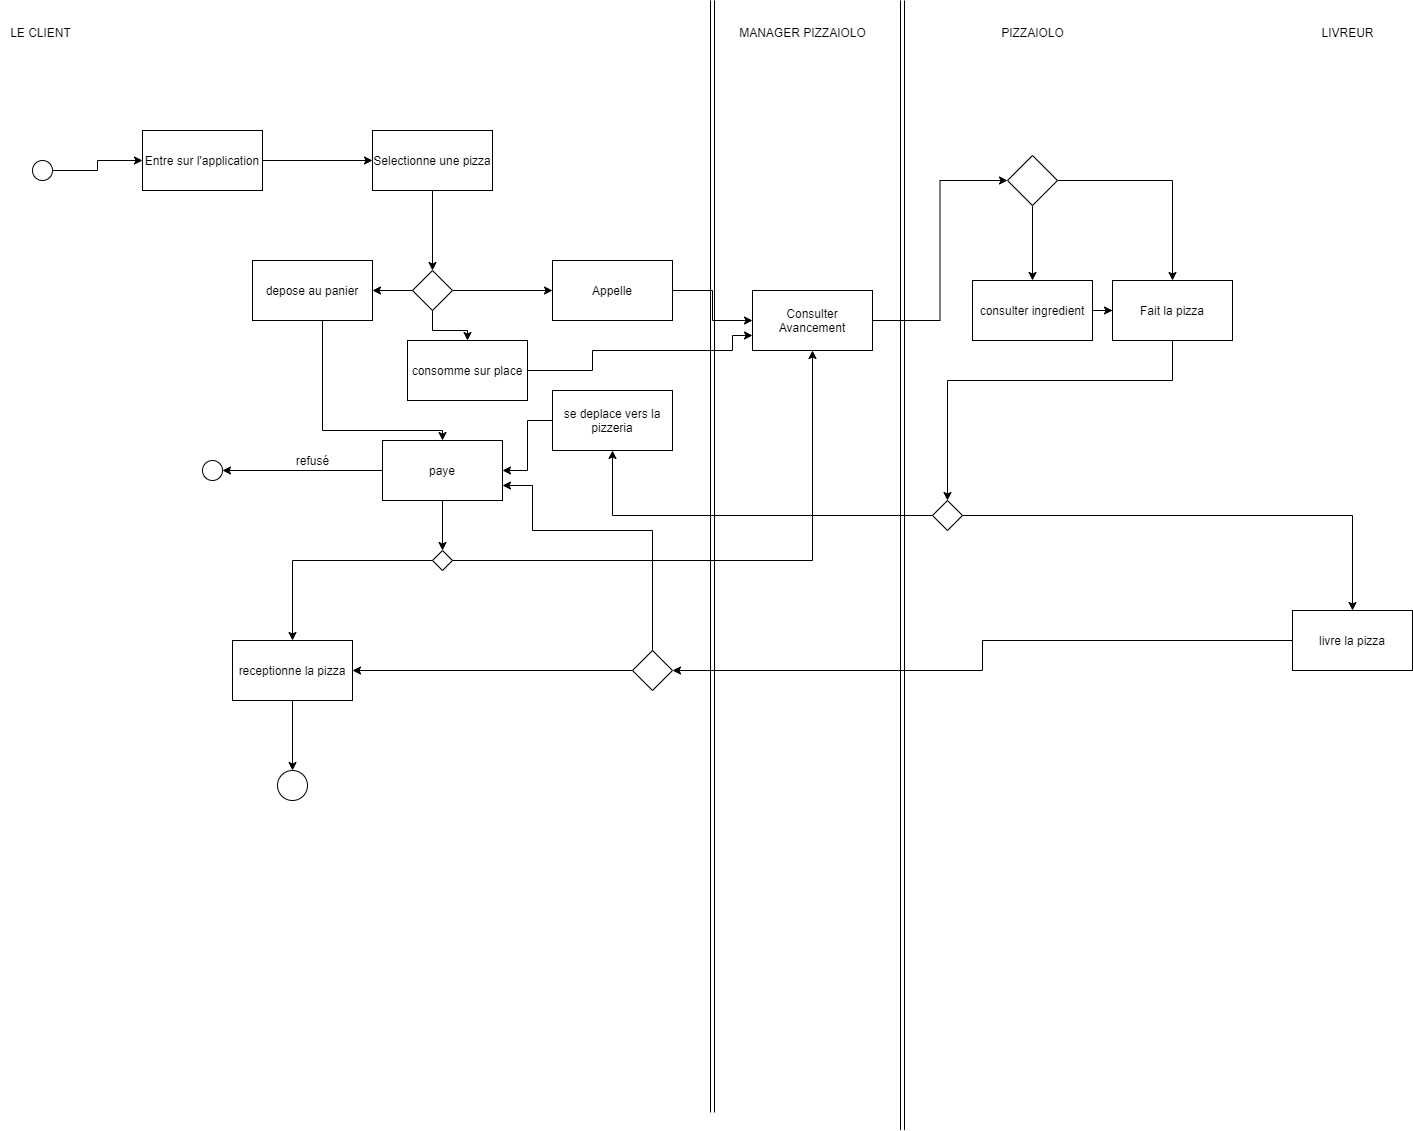 LE CLIENT
MANAGER PIZZAIOLO
PIZZAIOLO
LIVREUR
Entre sur l'application
Selectionne une pizza
depose au panier
Appelle
Consulter
Avancement
consulter ingredient
Fait la pizza
consomme sur place
se deplace vers la
pizzeria
refusé
paye
livre la pizza
receptionne la pizza